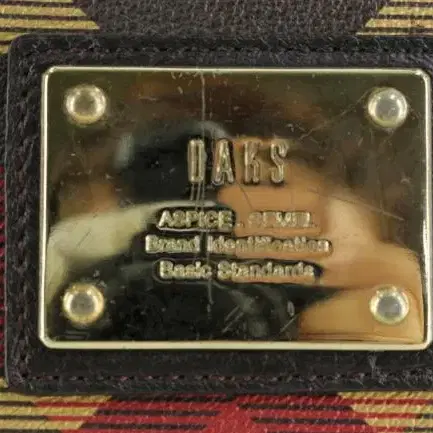 DAKS
ASPICE . SEMEL
Brand Identification
Basic Standards